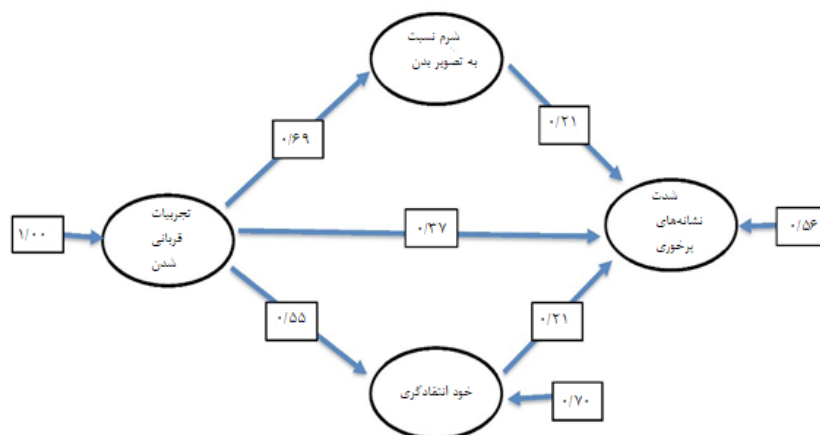 شرم نسبت
به تصویر بدن
۰/۶۹
۰/۲۱
تجربیات
قربانی
شدن
۱/۰۰
۰/۳۷
شدت
نشانه‌های
پرخوری
۰/۵۶
۰/۵۵
۰/۲۱
خود انتقادگری
۰/۷۰